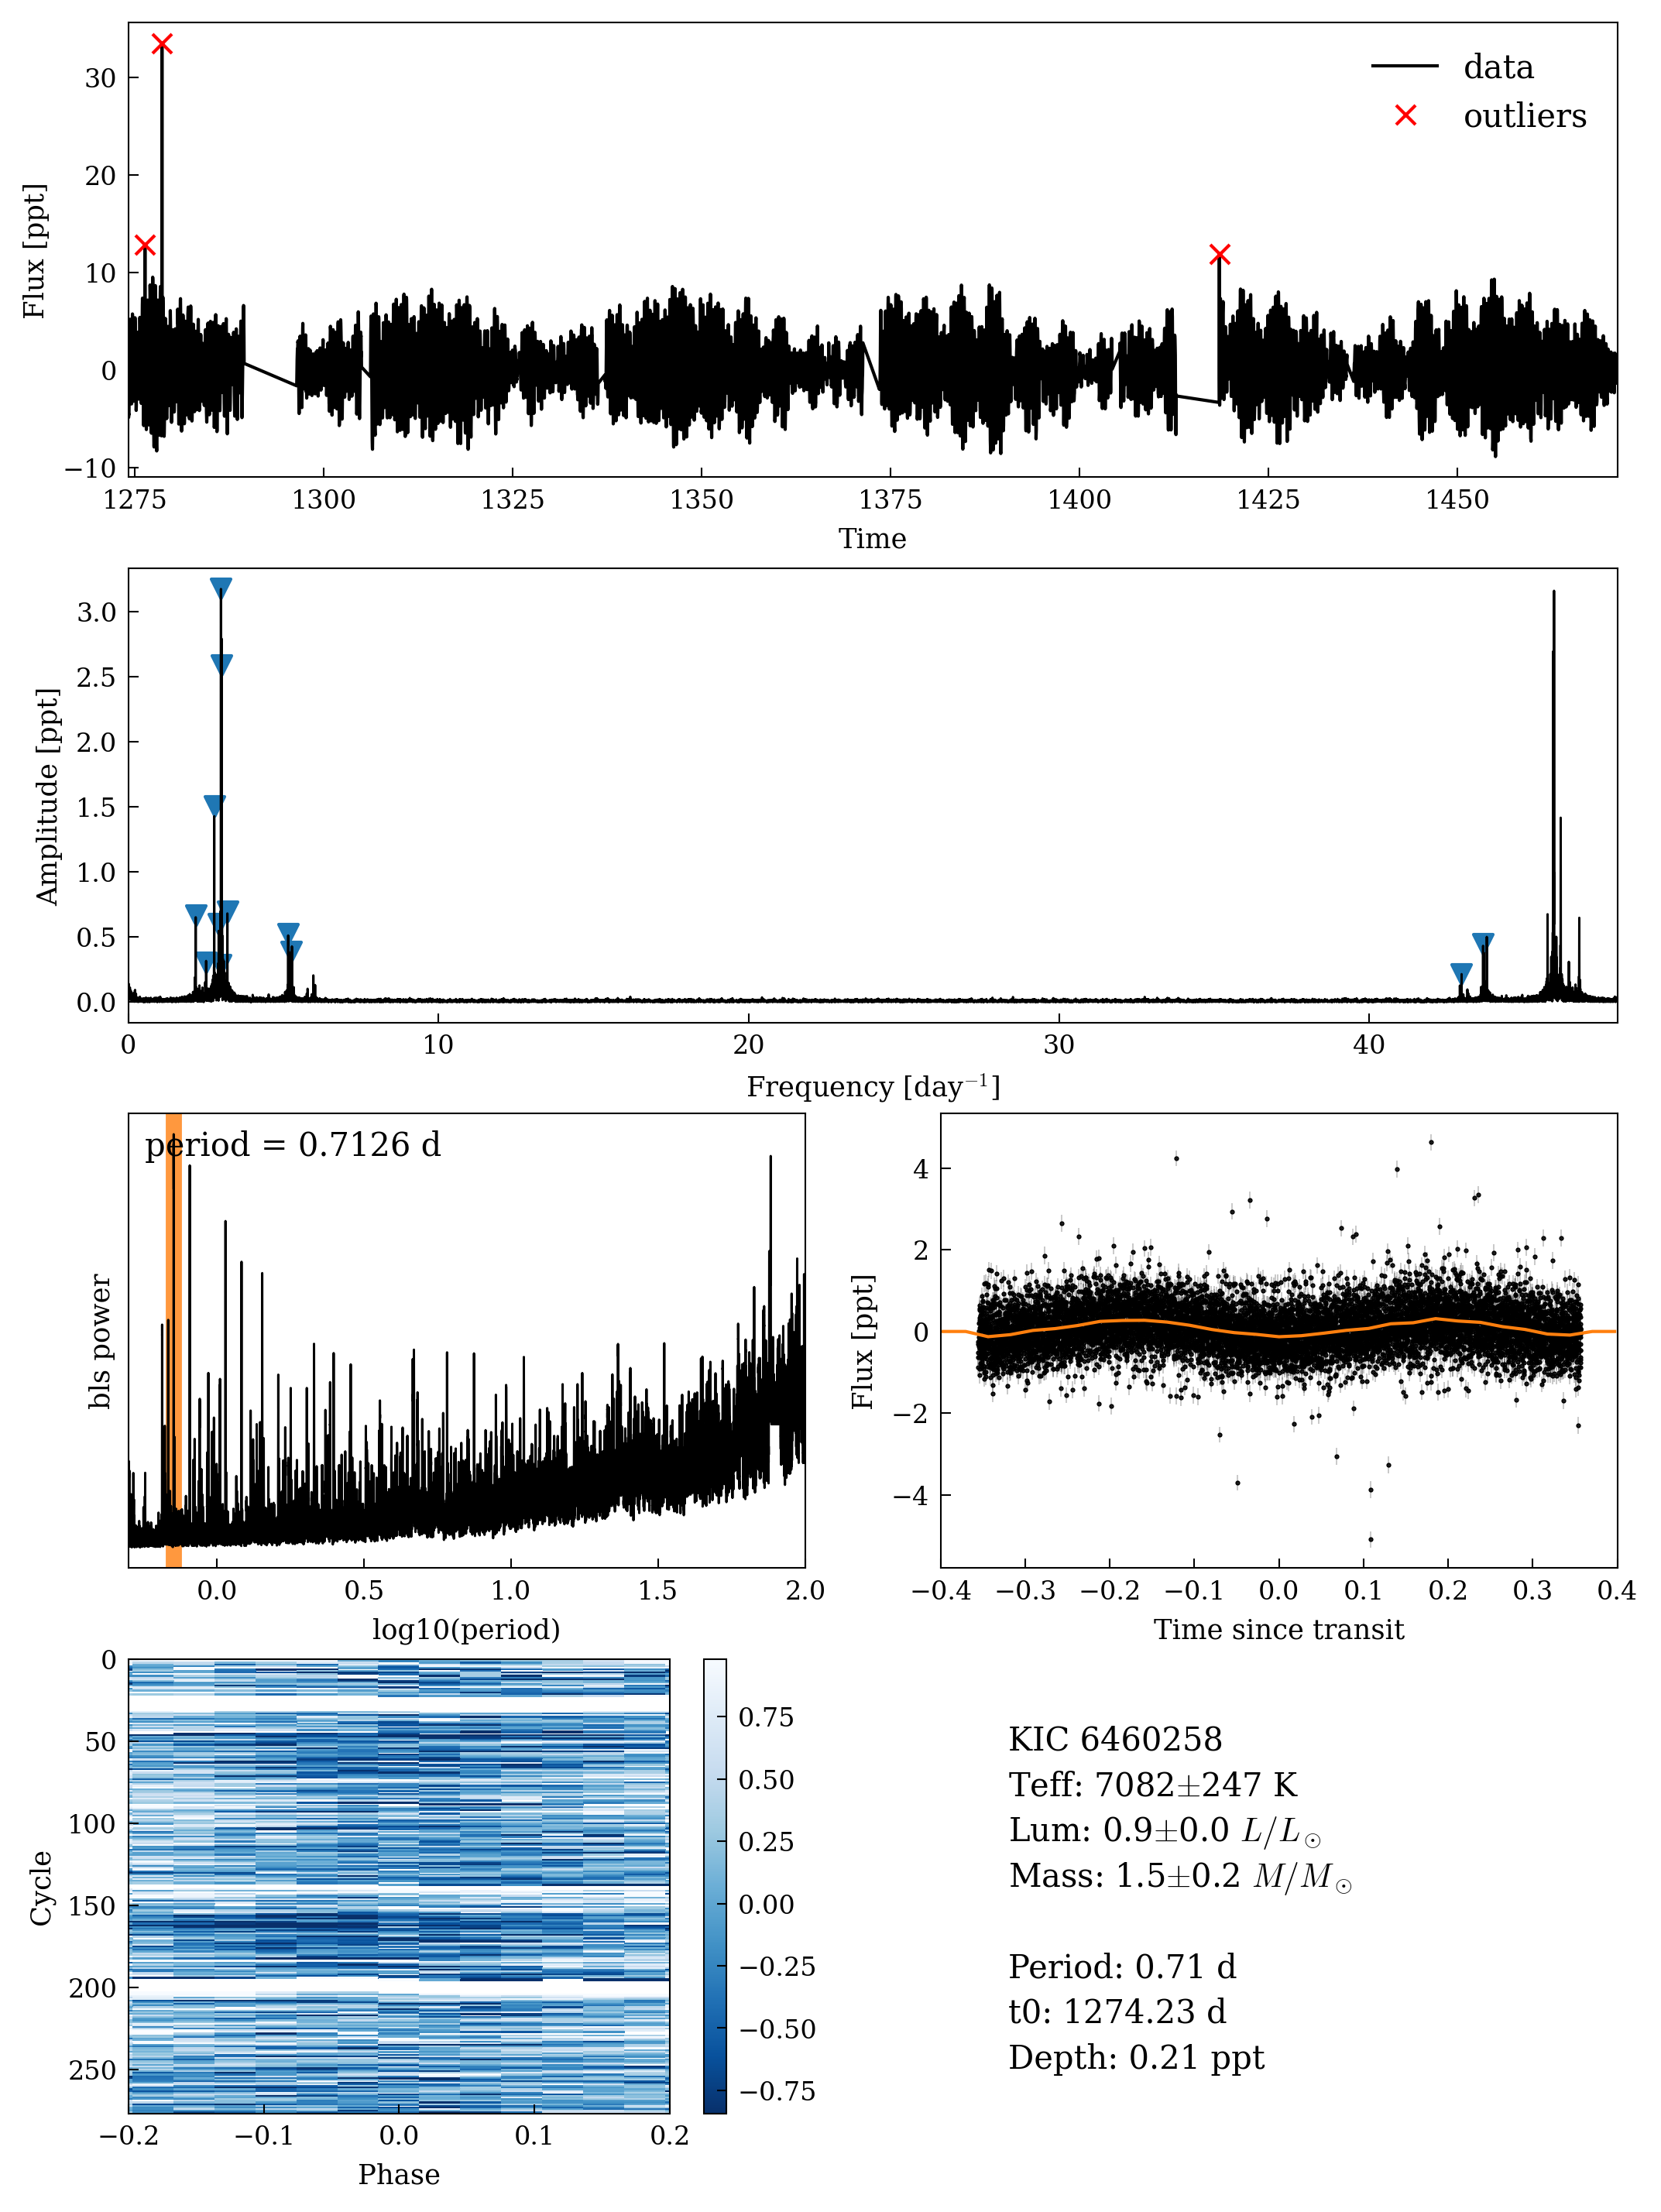 data
outliers
30
20
10
0
−10
Flux [ppt]
1275 1300 1325 1350 1375 1400 1425 1450
Time
3.0
2.5
2.0
1.5
1.0
0.5
0.0
Amplitude [ppt]
0 10 20 30 40
Frequency [day⁻¹]
period = 0.7126 d
bls power
0.0 0.5 1.0 1.5 2.0
log10(period)
4
2
0
−2
−4
Flux [ppt]
−0.4 −0.3 −0.2 −0.1 0.0 0.1 0.2 0.3 0.4
Time since transit
0
50
100
150
200
250
Cycle
−0.2 −0.1 0.0 0.1 0.2
Phase
0.75
0.50
0.25
0.00
−0.25
−0.50
−0.75
KIC 6460258
Teff: 7082±247 K
Lum: 0.9±0.0 L/L⊙
Mass: 1.5±0.2 M/M⊙
Period: 0.71 d
t0: 1274.23 d
Depth: 0.21 ppt